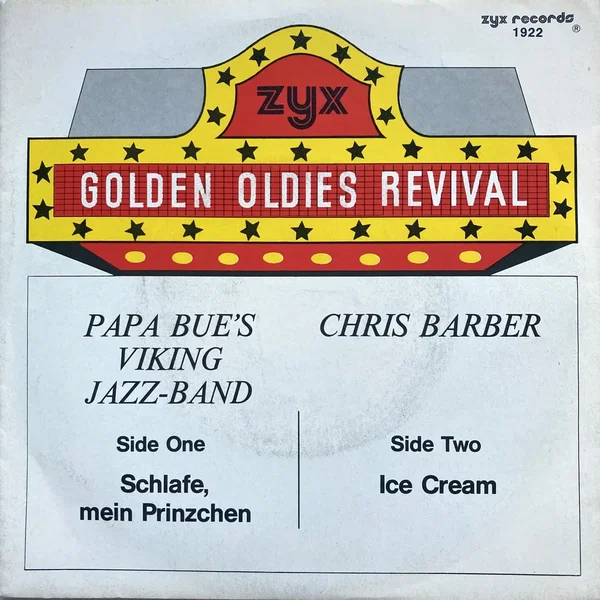 zyx records
1922 ®
zyx
GOLDEN OLDIES REVIVAL
PAPA BUE'S
VIKING
JAZZ-BAND
CHRIS BARBER
Side One
Schlafe,
mein Prinzchen
Side Two
Ice Cream